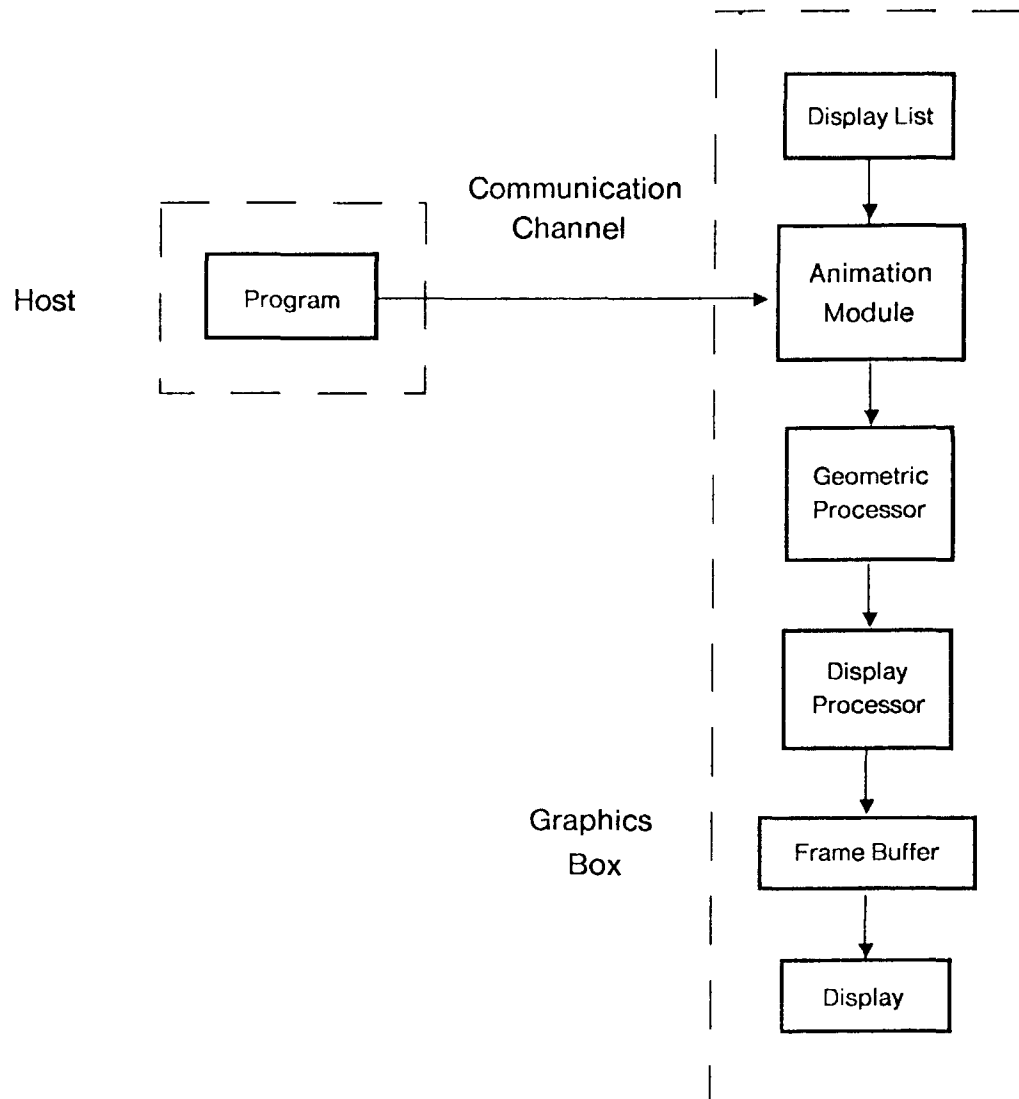 Display List
Communication
Channel
Host
Program
Animation
Module
Geometric
Processor
Display
Processor
Graphics
Box
Frame Buffer
Display